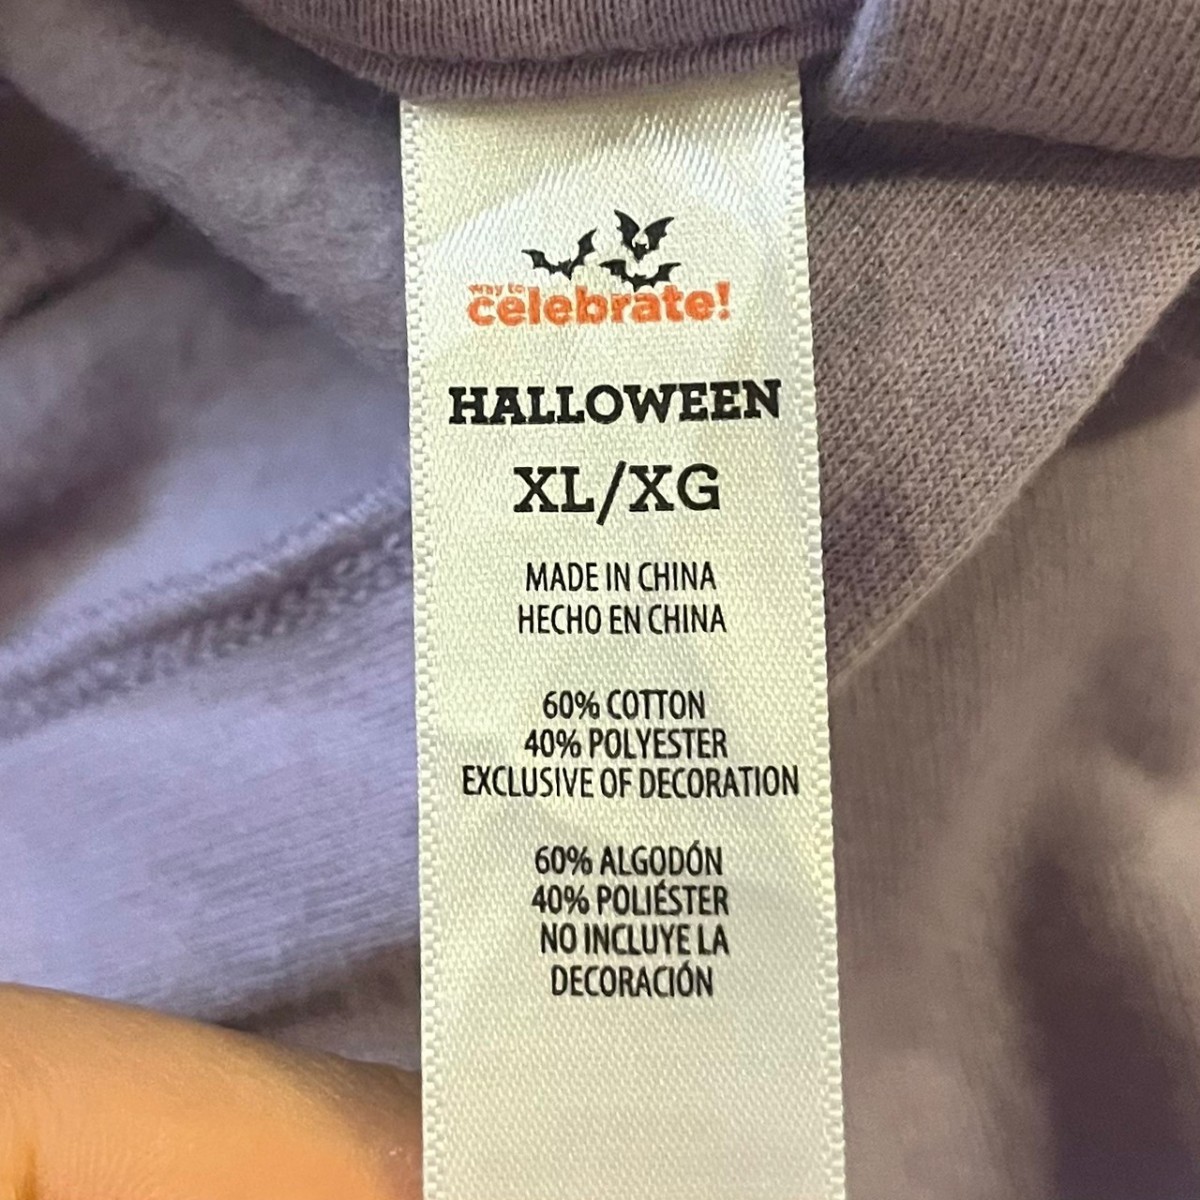 way to
celebrate!
HALLOWEEN
XL/XG
MADE IN CHINA
HECHO EN CHINA
60% COTTON
40% POLYESTER
EXCLUSIVE OF DECORATION
60% ALGODÓN
40% POLIÉSTER
NO INCLUYE LA
DECORACIÓN